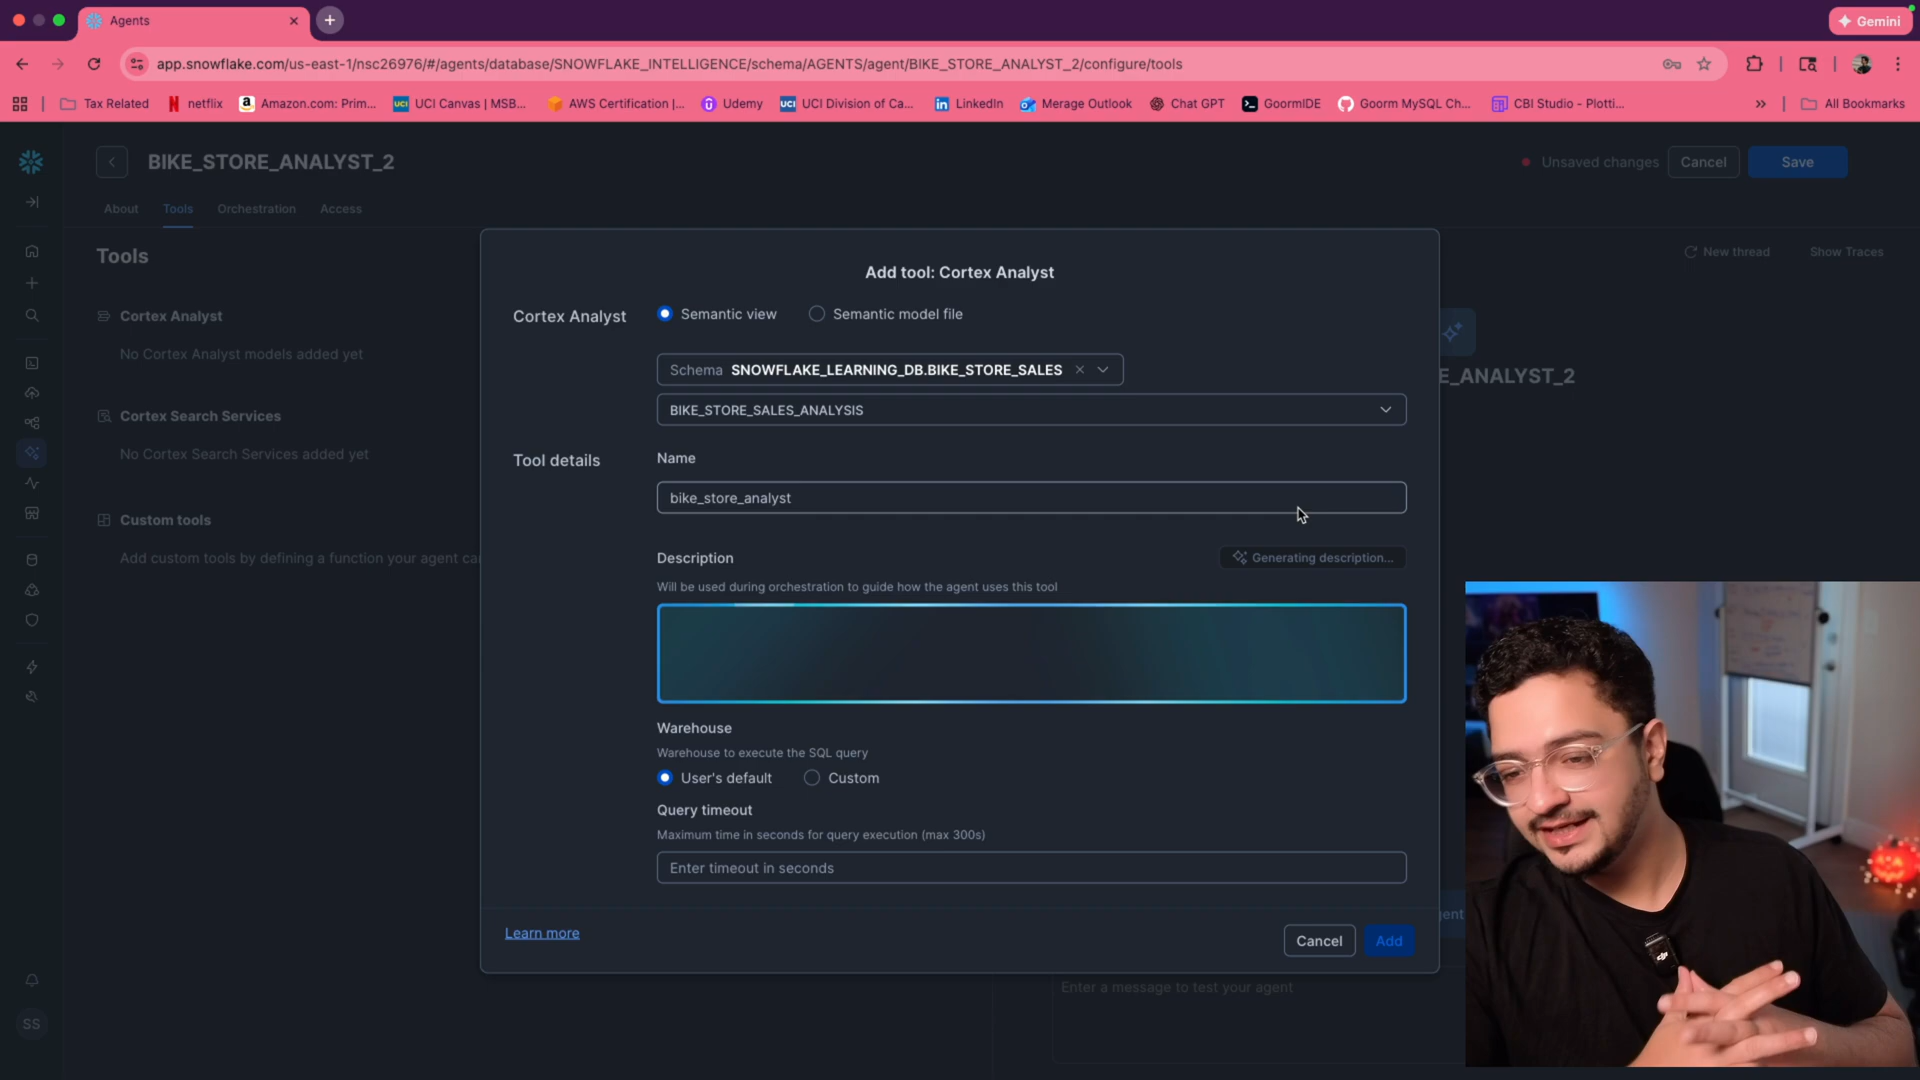 Agents
Gemini
app.snowflake.com/us-east-1/nsc26976/#/agents/database/SNOWFLAKE_INTELLIGENCE/schema/AGENTS/agent/BIKE_STORE_ANALYST_2/configure/tools
Tax Related
netflix
Amazon.com: Prim...
UCI Canvas | MSB...
AWS Certification |...
Udemy
UCI Division of Ca...
LinkedIn
Merage Outlook
Chat GPT
GoormIDE
Goorm MySQL Ch...
CBI Studio - Plotti...
All Bookmarks
BIKE_STORE_ANALYST_2
Unsaved changes
Cancel
Save
About
Tools
Orchestration
Access
Tools
New thread
Show Traces
Cortex Analyst
No Cortex Analyst models added yet
Cortex Search Services
No Cortex Search Services added yet
Custom tools
Add custom tools by defining a function your agent ca
E_ANALYST_2
Add tool: Cortex Analyst
Cortex Analyst
Semantic view
Semantic model file
Schema SNOWFLAKE_LEARNING_DB.BIKE_STORE_SALES
BIKE_STORE_SALES_ANALYSIS
Tool details
Name
bike_store_analyst
Description
Generating description...
Will be used during orchestration to guide how the agent uses this tool
Warehouse
Warehouse to execute the SQL query
User's default
Custom
Query timeout
Maximum time in seconds for query execution (max 300s)
Enter timeout in seconds
Learn more
Cancel
Add
gent
Enter a message to test your agent
SS